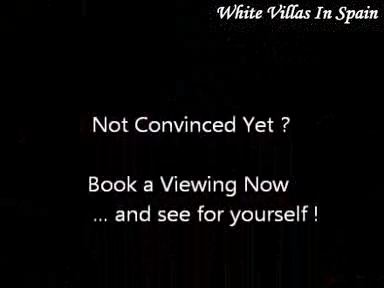 White Villas In Spain
Not Convinced Yet ?
Book a Viewing Now
... and see for yourself !